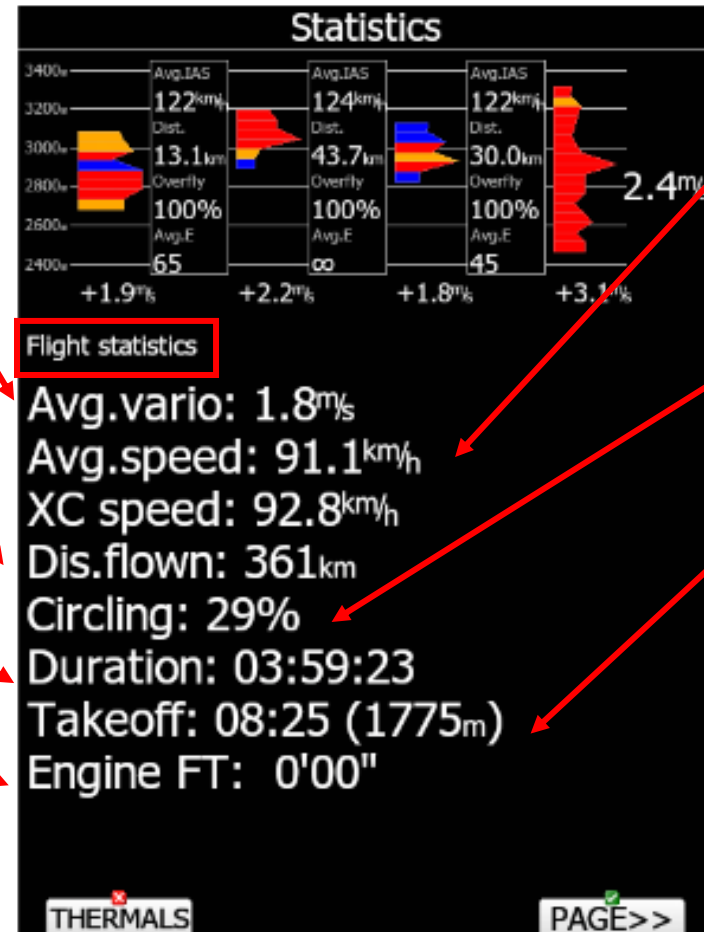 Statistics
3400m Avg.IAS Avg.IAS Avg.IAS
3200m 122km/h 124km/h 122km/h
Dist. Dist. Dist.
3000m 13.1km 43.7km 30.0km
2800m Overfly Overfly Overfly 2.4m/s
100% 100% 100%
2600m Avg.E Avg.E Avg.E
2400m 65 ∞ 45
+1.9m/s +2.2m/s +1.8m/s +3.1m/s
Flight statistics
Avg.vario: 1.8m/s
Avg.speed: 91.1km/h
XC speed: 92.8km/h
Dis.flown: 361km
Circling: 29%
Duration: 03:59:23
Takeoff: 08:25 (1775m)
Engine FT: 0'00"
THERMALS PAGE>>